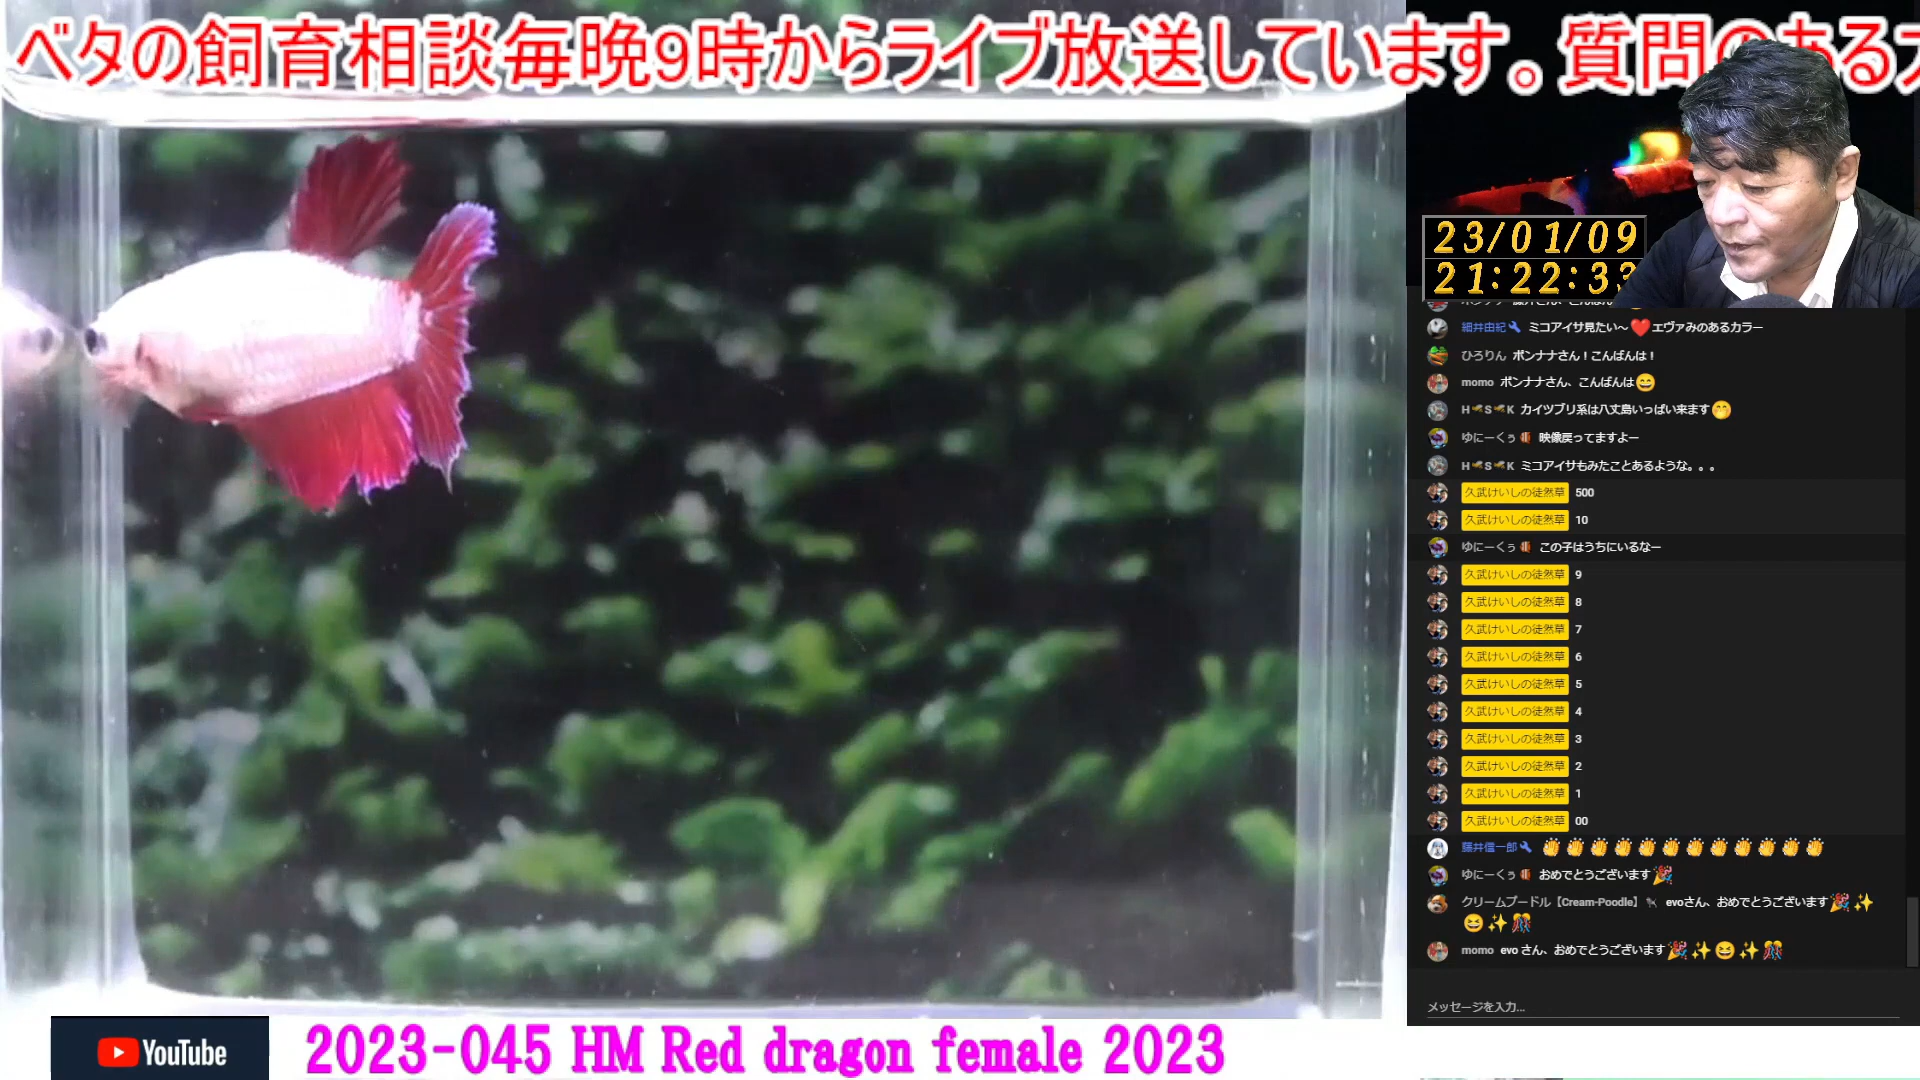 ベタの飼育相談毎晩9時からライブ放送しています。質問のある方
23/01/09
21:22:33
細井由紀 ミコアイサ見たい～❤️エヴァみのあるカラー
ひろりん ボンナナさん！こんばんは！
momo ボンナナさん、こんばんは😄
H S K カイツブリ系は八丈島いっぱい来ます🤭
ゆにーくぅ 映像戻ってますよー
H S K ミコアイサもみたことあるような。。。
久武けいしの徒然草 500
久武けいしの徒然草 10
ゆにーくぅ この子はうちにいるなー
久武けいしの徒然草 9
久武けいしの徒然草 8
久武けいしの徒然草 7
久武けいしの徒然草 6
久武けいしの徒然草 5
久武けいしの徒然草 4
久武けいしの徒然草 3
久武けいしの徒然草 2
久武けいしの徒然草 1
久武けいしの徒然草 00
藤井信一郎 👏👏👏👏👏👏👏👏👏👏👏👏
ゆにーくぅ おめでとうございます🎉
クリームプードル【Cream-Poodle】 evoさん、おめでとうございます🎉✨
😆✨🎊
momo evo さん、おめでとうございます🎉✨😆✨🎊
メッセージを入力...
YouTube
2023-045 HM Red dragon female 2023